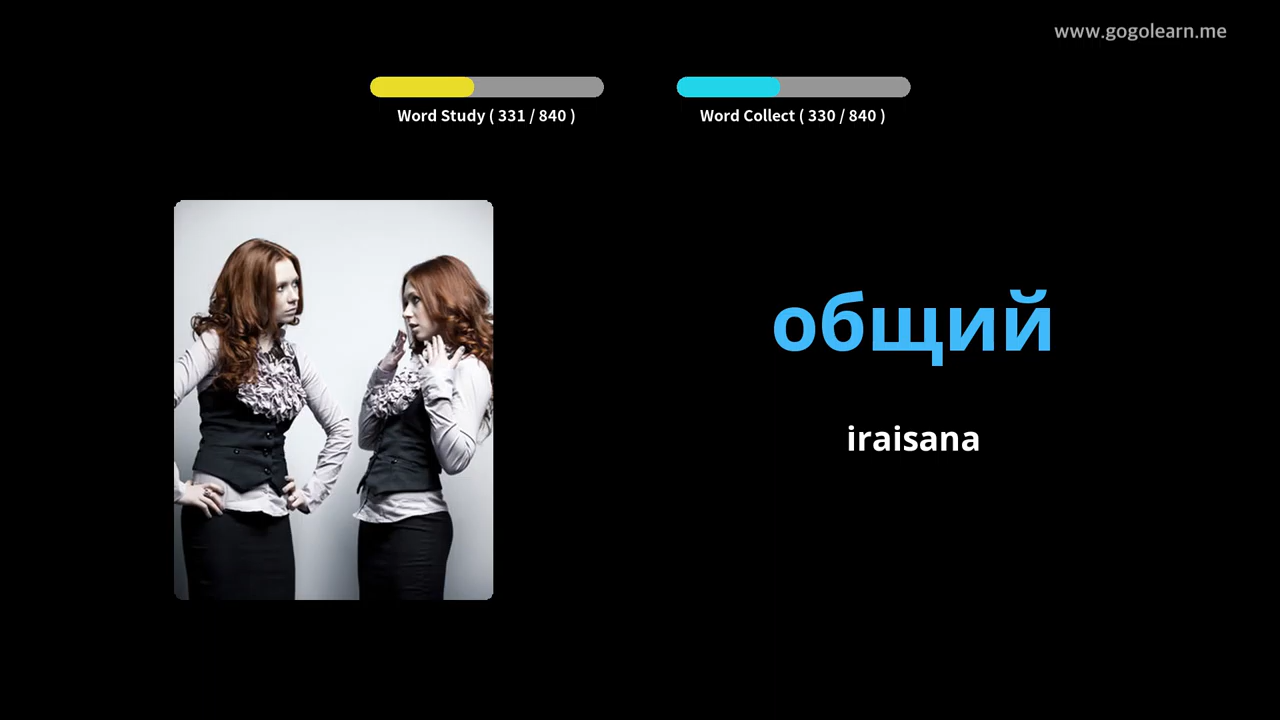 www.gogolearn.me
Word Study ( 331 / 840 )
Word Collect ( 330 / 840 )
общий
iraisana